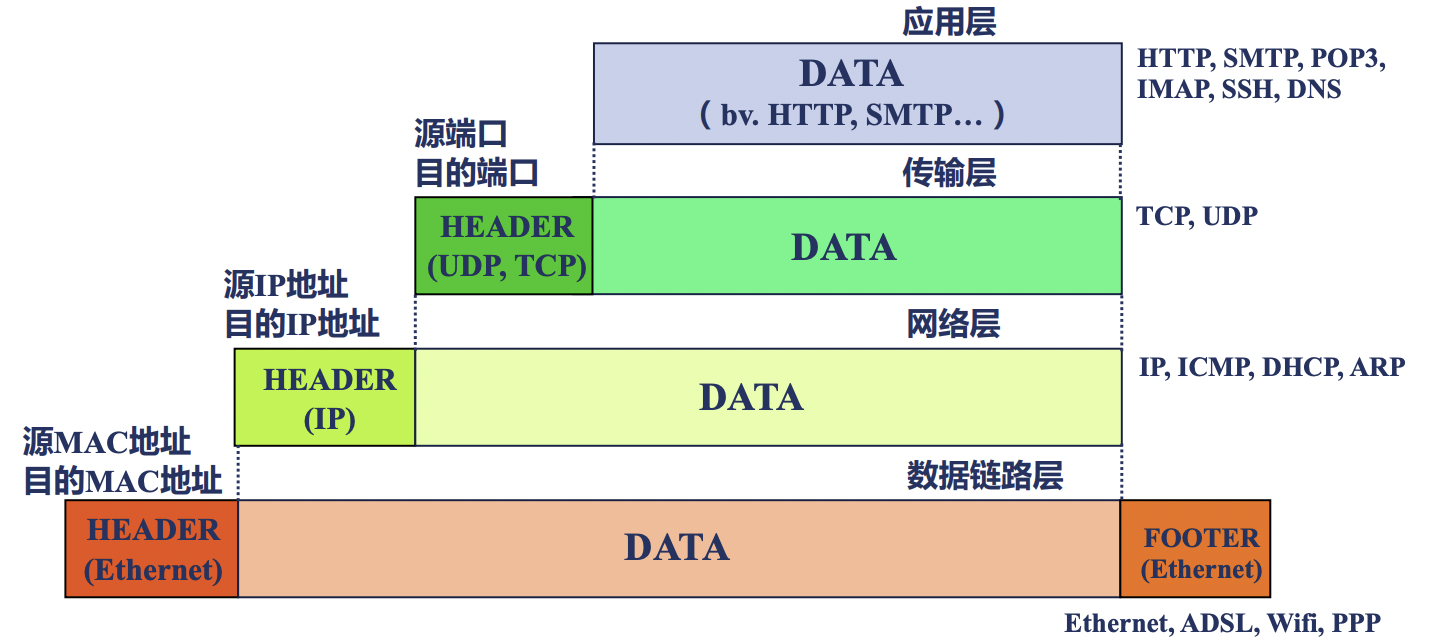 应用层
DATA
( bv. HTTP, SMTP… )
HTTP, SMTP, POP3,
IMAP, SSH, DNS
源端口
目的端口
传输层
HEADER
(UDP, TCP)
DATA
TCP, UDP
源IP地址
目的IP地址
网络层
HEADER
(IP)
DATA
IP, ICMP, DHCP, ARP
源MAC地址
目的MAC地址
数据链路层
HEADER
(Ethernet)
DATA
FOOTER
(Ethernet)
Ethernet, ADSL, Wifi, PPP